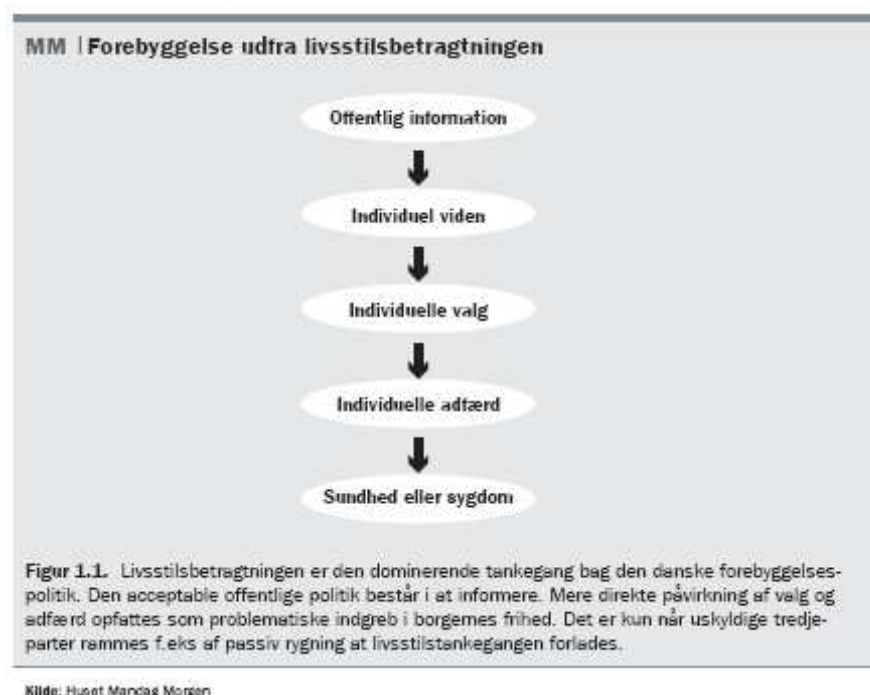 MM | Forebyggelse udfra livsstilsbetragtningen
Offentlig information
Individuel viden
Individuelle valg
Individuelle adfærd
Sundhed eller sygdom
Figur 1.1. Livsstilsbetragtningen er den dominerende tankegang bag den danske forebyggelses-
politik. Den acceptable offentlige politik består i at informere. Mere direkte påvirkning af valg og
adfærd opfattes som problematiske indgreb i borgernes frihed. Det er kun når uskyldige tredje-
parter rammes f.eks af passiv rygning at livsstilstankegangen forlades.
Kilde: Huset Mandag Morgen